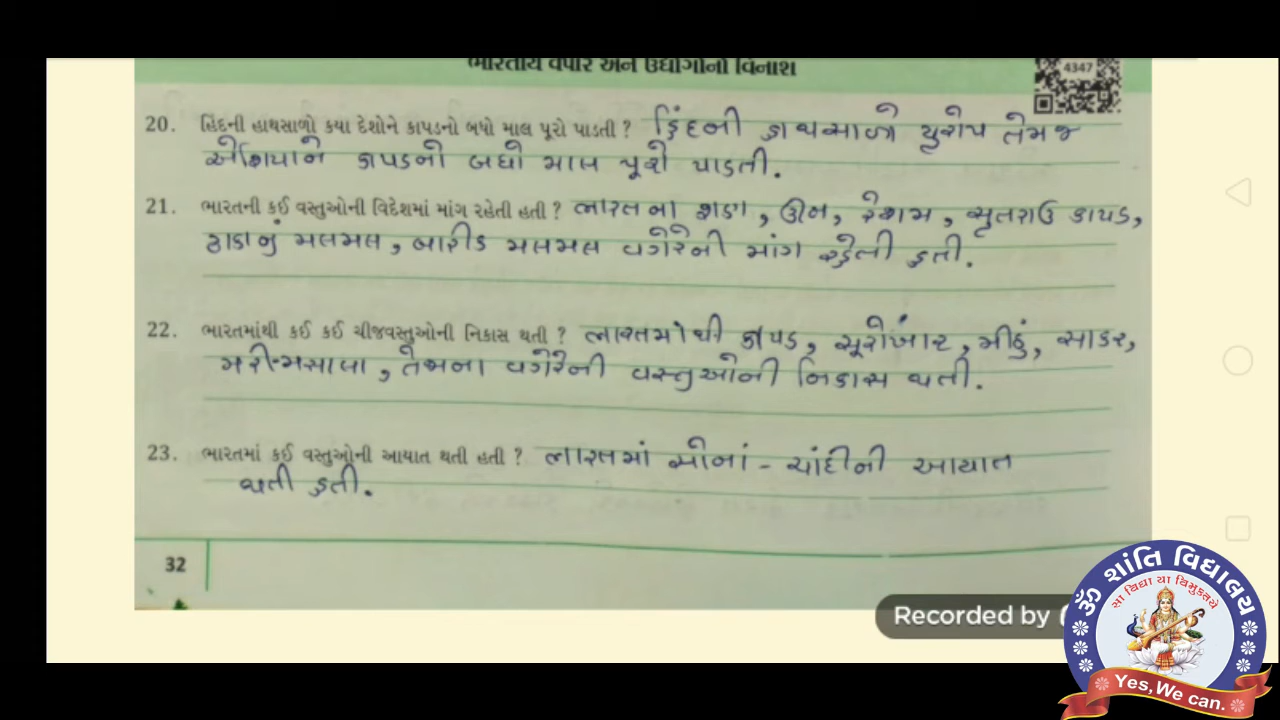 ભારતીય વેપાર અને ઉદ્યોગોનો વિનાશ
4347
20. હિંદની હાથસાળો કયા દેશોને કાપડનો બધો માલ પૂરો પાડતી ? હિંદની હાથસાળો યુરોપ તેમજ
એશિયાને કાપડનો બધો માલ પૂરો પાડતી.
21. ભારતની કઈ વસ્તુઓની વિદેશમાં માંગ રહેતી હતી ? ભારતના શણ, ઊન, રેશમ, સૂતરાઉ કાપડ,
ઢાકાનું મલમલ, બારીક મલમલ વગેરેની માંગ રહેતી હતી.
22. ભારતમાંથી કઈ કઈ ચીજવસ્તુઓની નિકાસ થતી ? ભારતમાંથી કાપડ, સૂરોખાર, મીઠું, સાકર,
મરી-મસાલા, તેજાના વગેરેની વસ્તુઓની નિકાસ થતી.
23. ભારતમાં કઈ વસ્તુઓની આયાત થતી હતી ? ભારતમાં સોનાં - ચાંદીની આયાત
થતી હતી.
32
Recorded by
ૐ શાંતિ વિદ્યાલય
સા વિદ્યા યા વિમુક્તયે
Yes, We can.